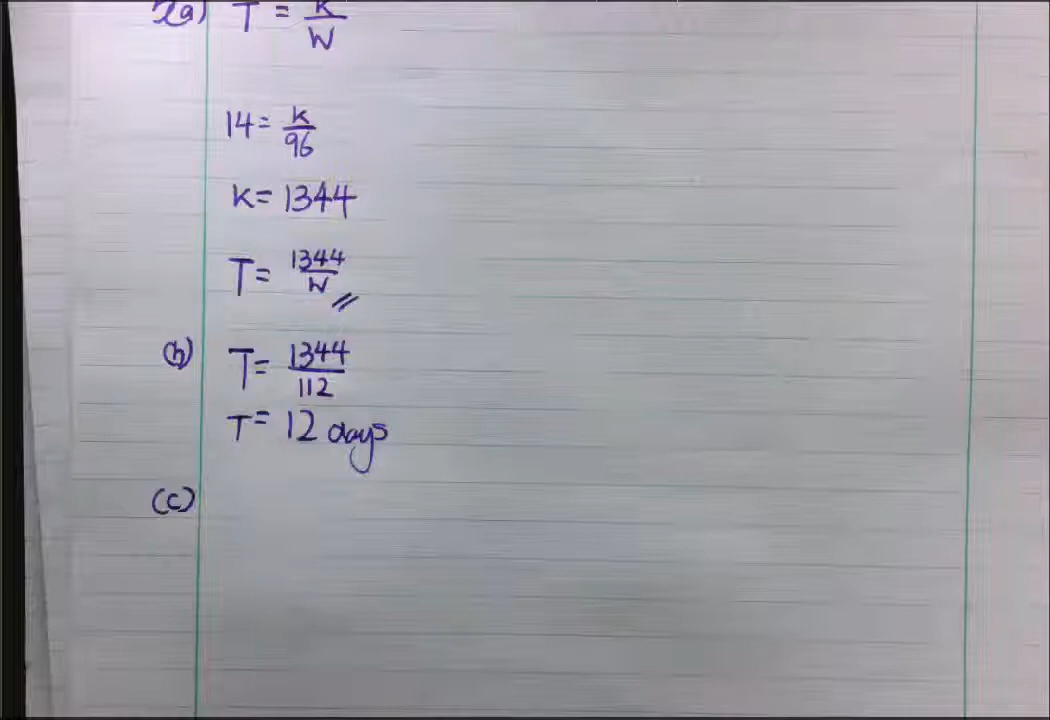 2(a) T = K/W
14 = K/96
K = 1344
T = 1344/W
(b) T = 1344/112
T = 12 days
(c)